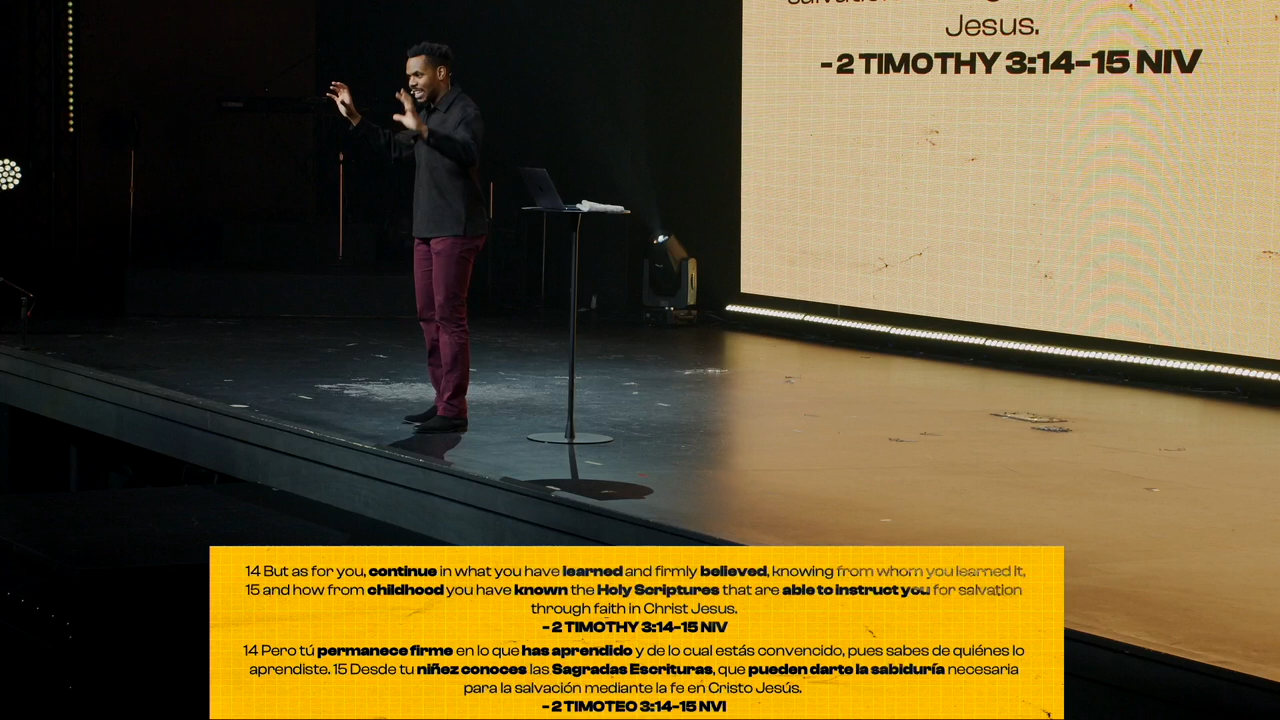 Jesus.
- 2 TIMOTHY 3:14-15 NIV
14 But as for you, continue in what you have learned and firmly believed, knowing from whom you learned it,
15 and how from childhood you have known the Holy Scriptures that are able to instruct you for salvation
through faith in Christ Jesus.
- 2 TIMOTHY 3:14-15 NIV
14 Pero tú permanece firme en lo que has aprendido y de lo cual estás convencido, pues sabes de quiénes lo
aprendiste. 15 Desde tu niñez conoces las Sagradas Escrituras, que pueden darte la sabiduría necesaria
para la salvación mediante la fe en Cristo Jesús.
- 2 TIMOTEO 3:14-15 NVI